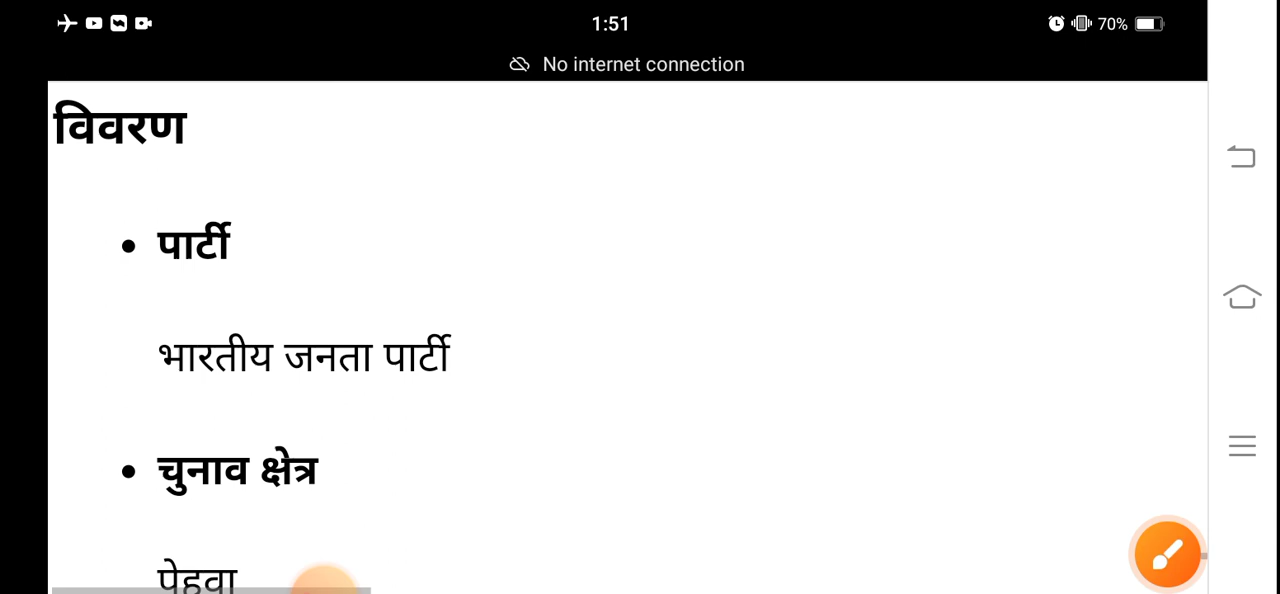 1:51
70%
No internet connection
विवरण
पार्टी
भारतीय जनता पार्टी
चुनाव क्षेत्र
पेहवा